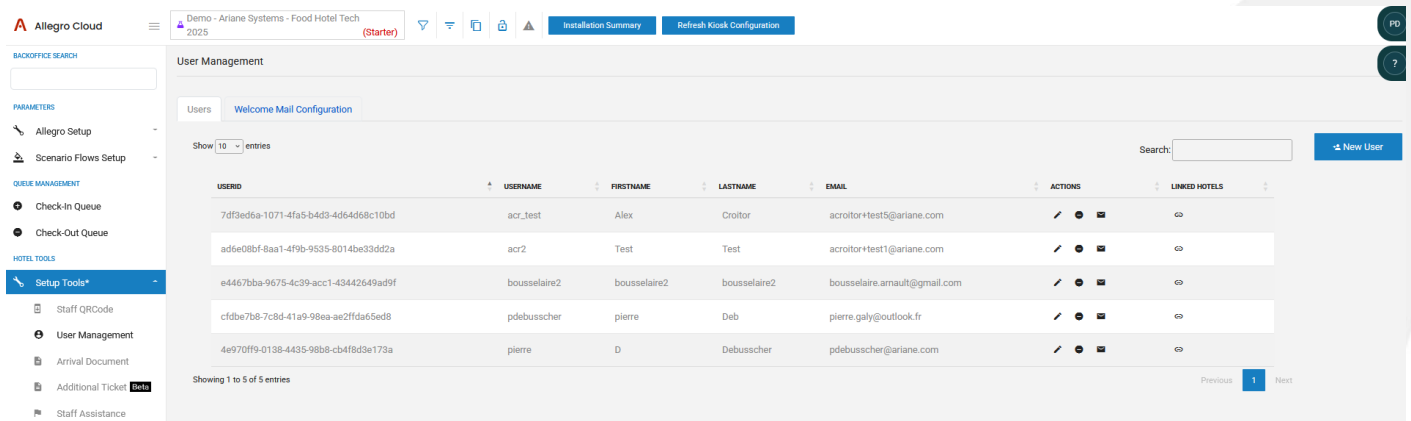 Allegro Cloud
Demo - Ariane Systems - Food Hotel Tech
2025 (Starter)
Installation Summary
Refresh Kiosk Configuration
PD
?
BACKOFFICE SEARCH
PARAMETERS
Allegro Setup
Scenario Flows Setup
QUEUE MANAGEMENT
Check-In Queue
Check-Out Queue
HOTEL TOOLS
Setup Tools*
Staff QRCode
User Management
Arrival Document
Additional Ticket Beta
Staff Assistance
User Management
Users Welcome Mail Configuration
Show 10 entries
Search:
New User
USERID USERNAME FIRSTNAME LASTNAME EMAIL ACTIONS LINKED HOTELS
7df3ed6a-1071-4fa5-b4d3-4d64d68c10bd acr_test Alex Croitor acroitor+test5@ariane.com
ad6e08bf-8aa1-4f9b-9535-8014be33dd2a acr2 Test Test acroitor+test1@ariane.com
e4467bba-9675-4c39-acc1-43442649ad9f bousselaire2 bousselaire2 bousselaire2 bousselaire.arnault@gmail.com
cfdbe7b8-7c8d-41a9-98ea-ae2ffda65ed8 pdebusscher pierre Deb pierre.galy@outlook.fr
4e970ff9-0138-4435-98b8-cb4f8d3e173a pierre D Debusscher pdebusscher@ariane.com
Showing 1 to 5 of 5 entries
Previous 1 Next